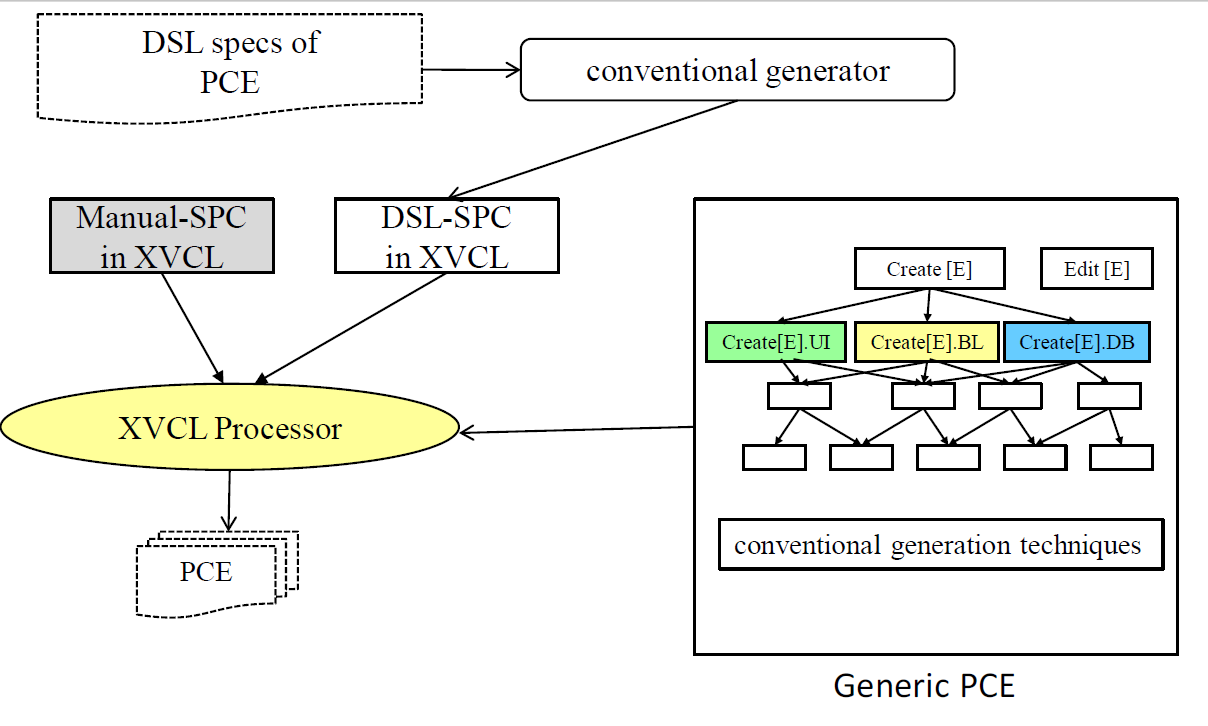 DSL specs of
PCE
conventional generator
Manual-SPC
in XVCL
DSL-SPC
in XVCL
Create [E]
Edit [E]
Create[E].UI
Create[E].BL
Create[E].DB
XVCL Processor
conventional generation techniques
PCE
Generic PCE